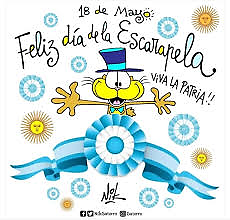 18 de Mayo:
Feliz día de la Escarapela
VIVA LA PATRIA!!
Nik